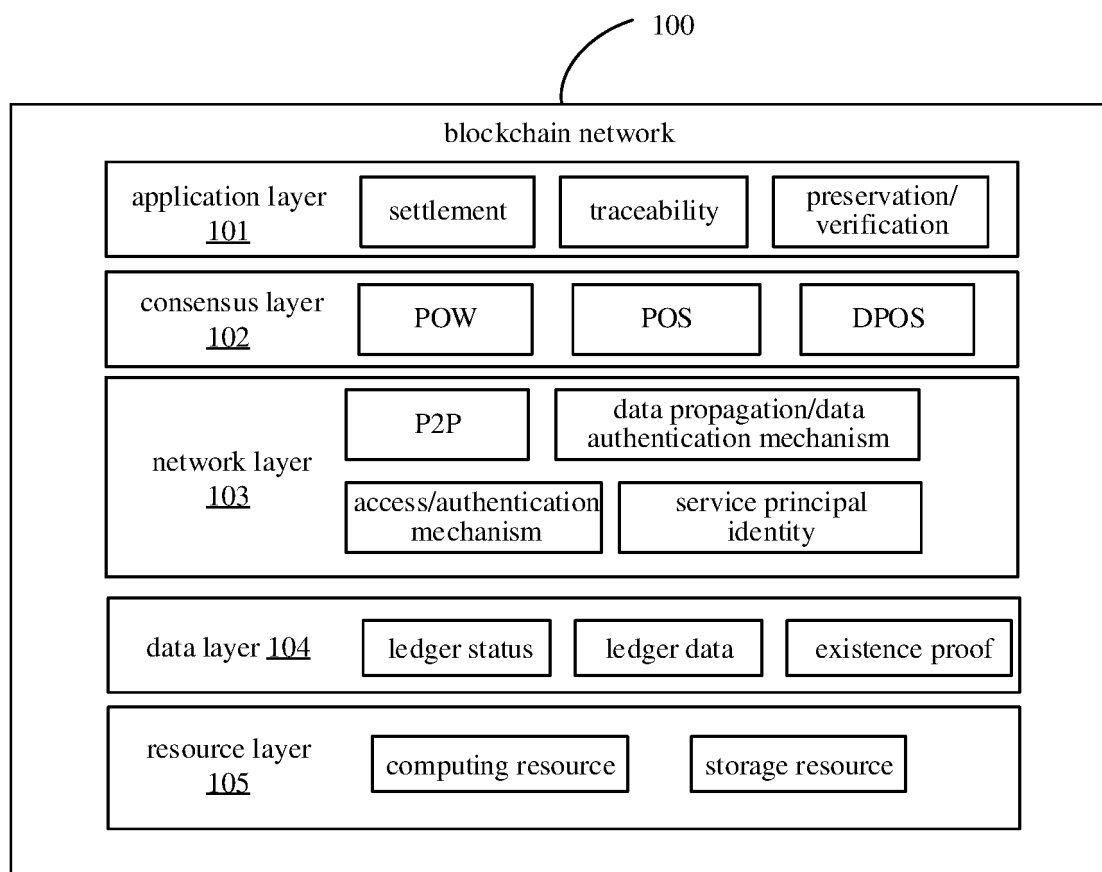 100
blockchain network
application layer
101
settlement
traceability
preservation/
verification
consensus layer
102
POW
POS
DPOS
network layer
103
P2P
data propagation/data
authentication mechanism
access/authentication
mechanism
service principal
identity
data layer 104
ledger status
ledger data
existence proof
resource layer
105
computing resource
storage resource